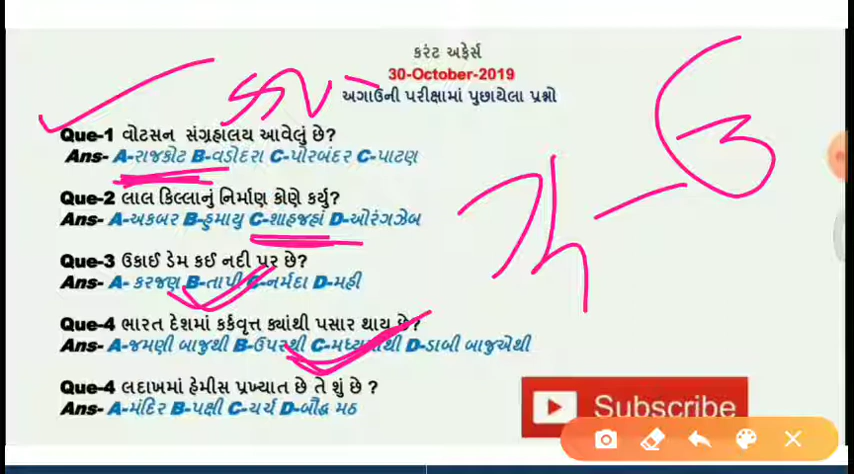 કરંટ અફેર્સ
30-October-2019
અગાઉની પરીક્ષામાં પુછાયેલા પ્રશ્નો
Que-1 વોટસન સંગ્રહાલય આવેલું છે?
Ans- A-રાજકોટ B-વડોદરા C-પોરબંદર C-પાટણ
Que-2 લાલ કિલ્લાનું નિર્માણ કોણે કર્યુ?
Ans- A-અકબર B-હુમાયુ C-શાહજહાં D-ઓરંગઝેબ
Que-3 ઉકાઈ ડેમ કઈ નદી પર છે?
Ans- A- કરજણ B-તાપી C-નર્મદા D-મહી
Que-4 ભારત દેશમાં કર્કવૃત્ત ક્યાંથી પસાર થાય છે?
Ans- A-જમણી બાજુથી B-ઉપરથી C-મધ્યમાંથી D-ડાબી બાજુએથી
Que-4 લદાખમાં હેમીસ પ્રખ્યાત છે તે શું છે ?
Ans- A-મંદિર B-પક્ષી C-ચર્ચ D-બૌદ્ધ મઠ
Subscribe